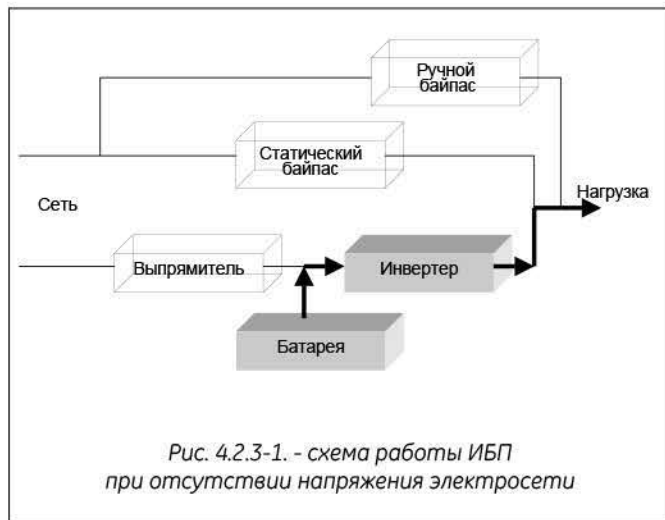 Ручной
байпас
Статический
байпас
Нагрузка
Сеть
Выпрямитель
Инвертер
Батарея
Рис. 4.2.3-1. - схема работы ИБП
при отсутствии напряжения электросети